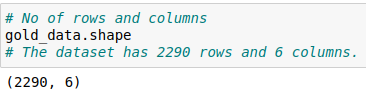 # No of rows and columns
gold_data.shape
# The dataset has 2290 rows and 6 columns.
(2290, 6)